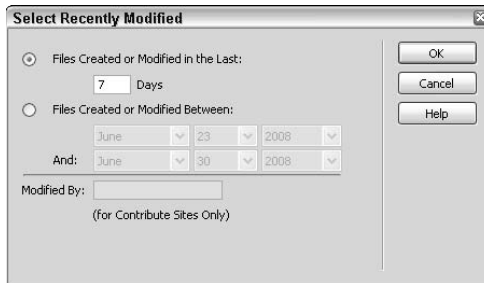 Select Recently Modified
Files Created or Modified in the Last:
7 Days
Files Created or Modified Between:
June 23 2008
And: June 30 2008
Modified By:
(for Contribute Sites Only)
OK
Cancel
Help